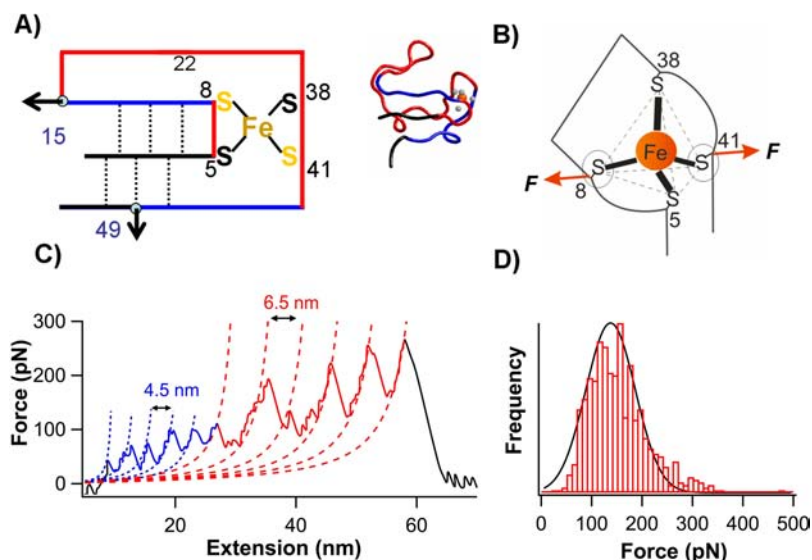 A)
22
8
S
S
38
15
Fe
5
S
S
41
49
B)
38
S
41
Fe
S
S
F
F
8
S
5
C)
6.5 nm
4.5 nm
300
200
100
0
Force (pN)
20
40
60
Extension (nm)
D)
Frequency
0
100
200
300
400
500
Force (pN)